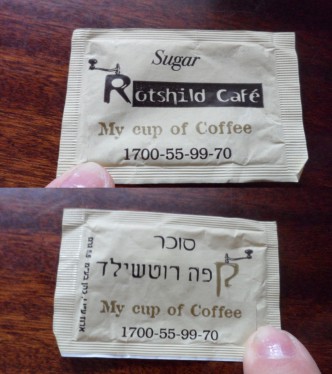 Sugar
Rotshild Café
My cup of Coffee
1700-55-99-70
סוכר
קפה רוטשילד
My cup of Coffee
1700-55-99-70